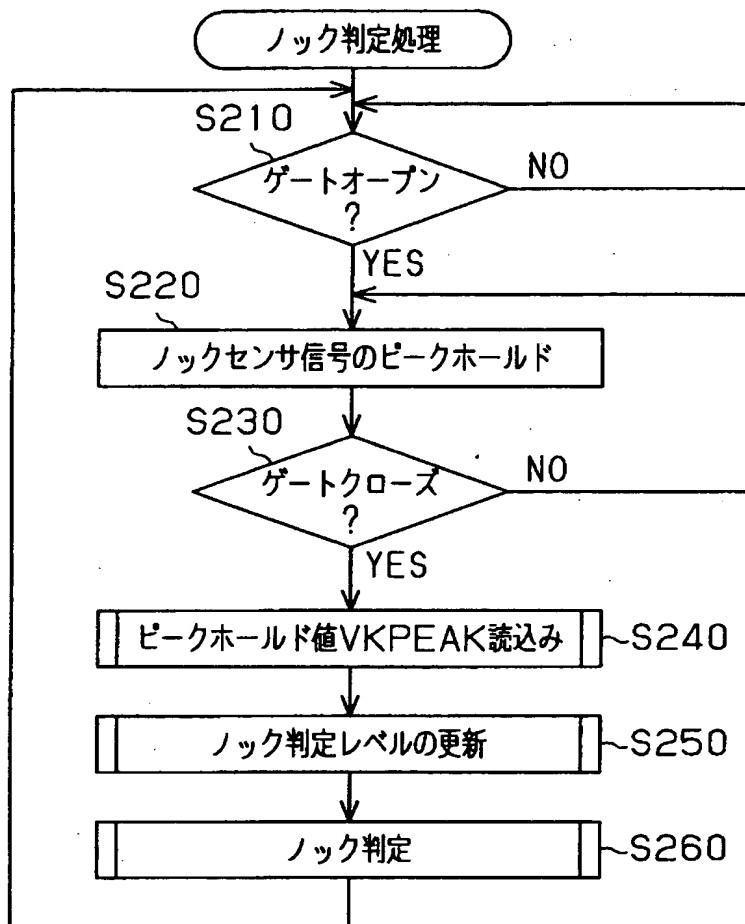 ノック判定処理
S210
ゲートオープン
?
NO
YES
S220
ノックセンサ信号のピークホールド
S230
ゲートクローズ
?
NO
YES
ピークホールド値VKPEAK読込み
S240
ノック判定レベルの更新
S250
ノック判定
S260